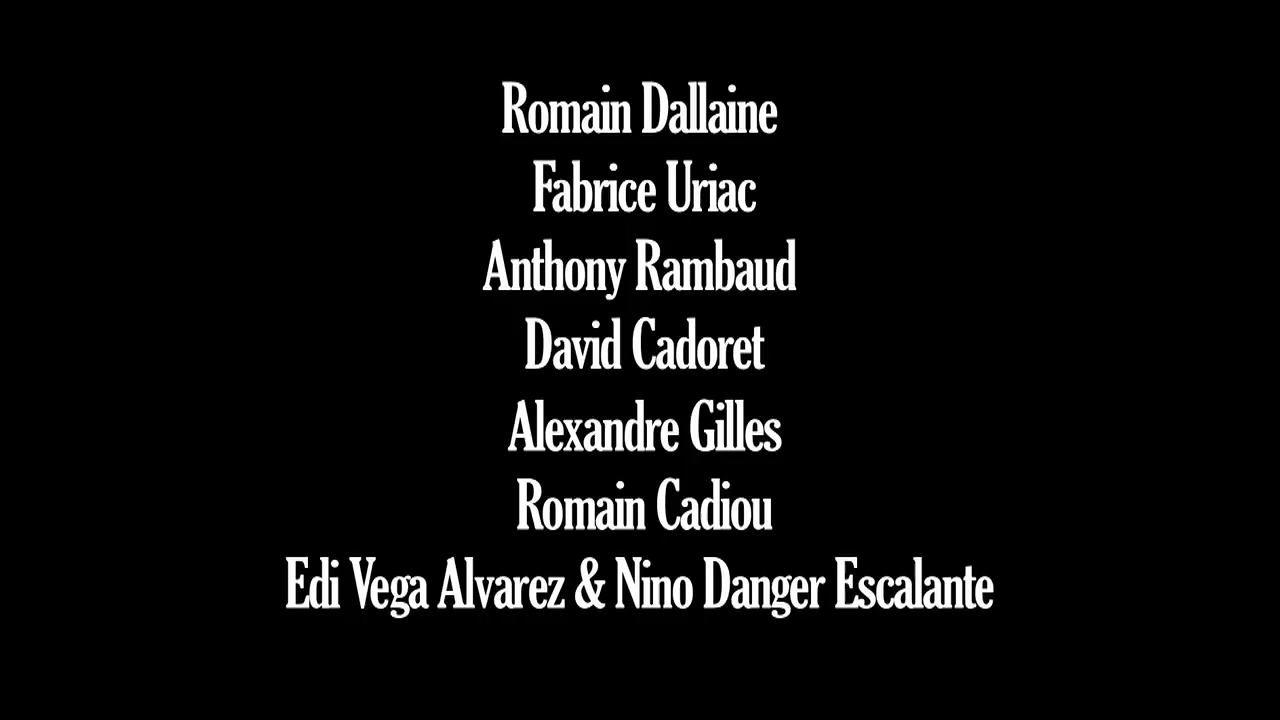 Romain Dallaine
Fabrice Uriac
Anthony Rambaud
David Cadoret
Alexandre Gilles
Romain Cadiou
Edi Vega Alvarez & Nino Danger Escalante